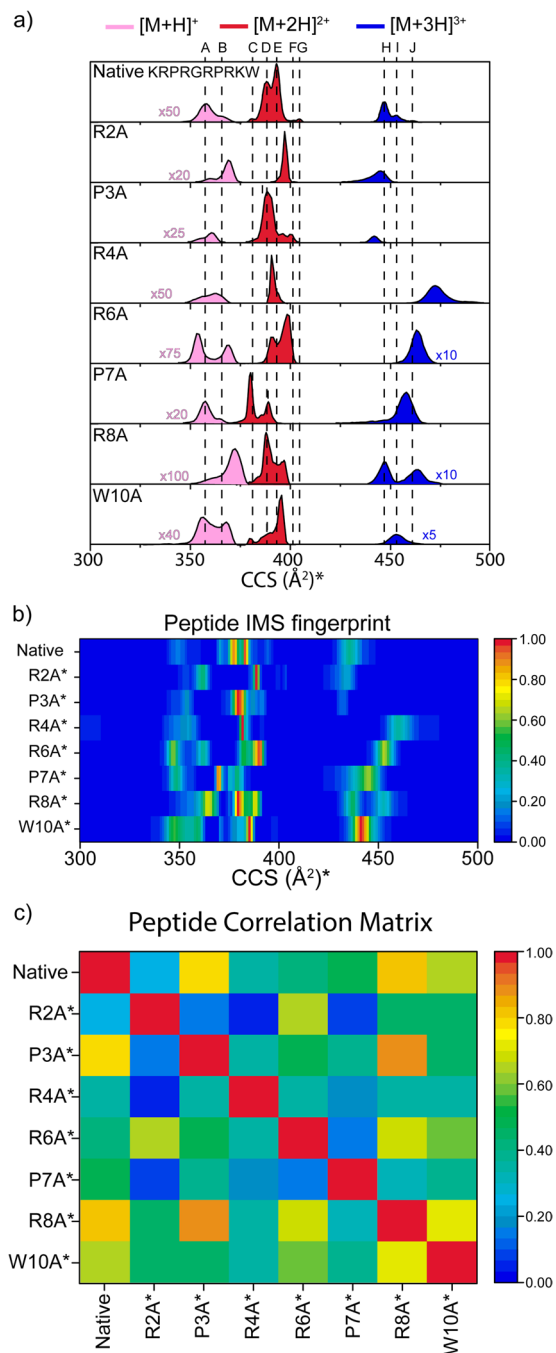 a)
[M+H]⁺ [M+2H]²⁺ [M+3H]³⁺
A B C D E F G H I J
Native KRPRGRPRKW
x50
R2A
x20
P3A
x25
R4A
x50
R6A
x75 x10
P7A
x20
R8A
x100 x10
W10A
x40 x5
300 350 400 450 500
CCS (Å²)*
b)
Peptide IMS fingerprint
Native
R2A*
P3A*
R4A*
R6A*
P7A*
R8A*
W10A*
1.00
0.80
0.60
0.40
0.20
0.00
300 350 400 450 500
CCS (Å²)*
c)
Peptide Correlation Matrix
Native
R2A*
P3A*
R4A*
R6A*
P7A*
R8A*
W10A*
1.00
0.80
0.60
0.40
0.20
0.00
Native R2A* P3A* R4A* R6A* P7A* R8A* W10A*